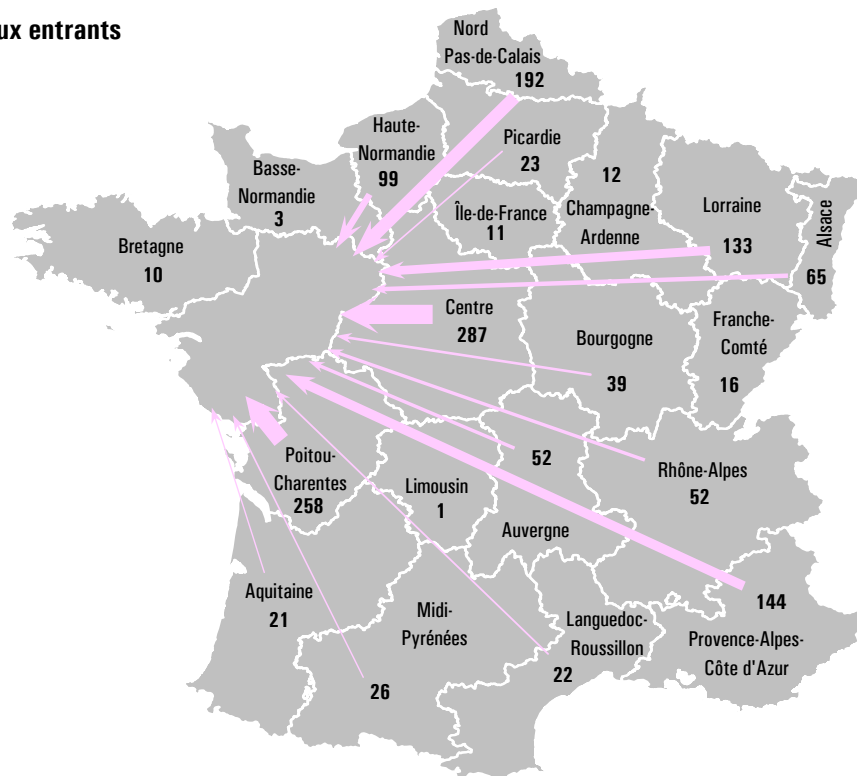 ux entrants
Nord
Pas-de-Calais
192
Haute-
Normandie
99
Picardie
23
12
Champagne-
Ardenne
Basse-
Normandie
3
Île-de-France
11
Lorraine
133
Alsace
65
Bretagne
10
Centre
287
Bourgogne
39
Franche-
Comté
16
Poitou-
Charentes
258
Limousin
1
52
Auvergne
Rhône-Alpes
52
Aquitaine
21
Midi-
Pyrénées
26
Languedoc-
Roussillon
22
144
Provence-Alpes-
Côte d'Azur